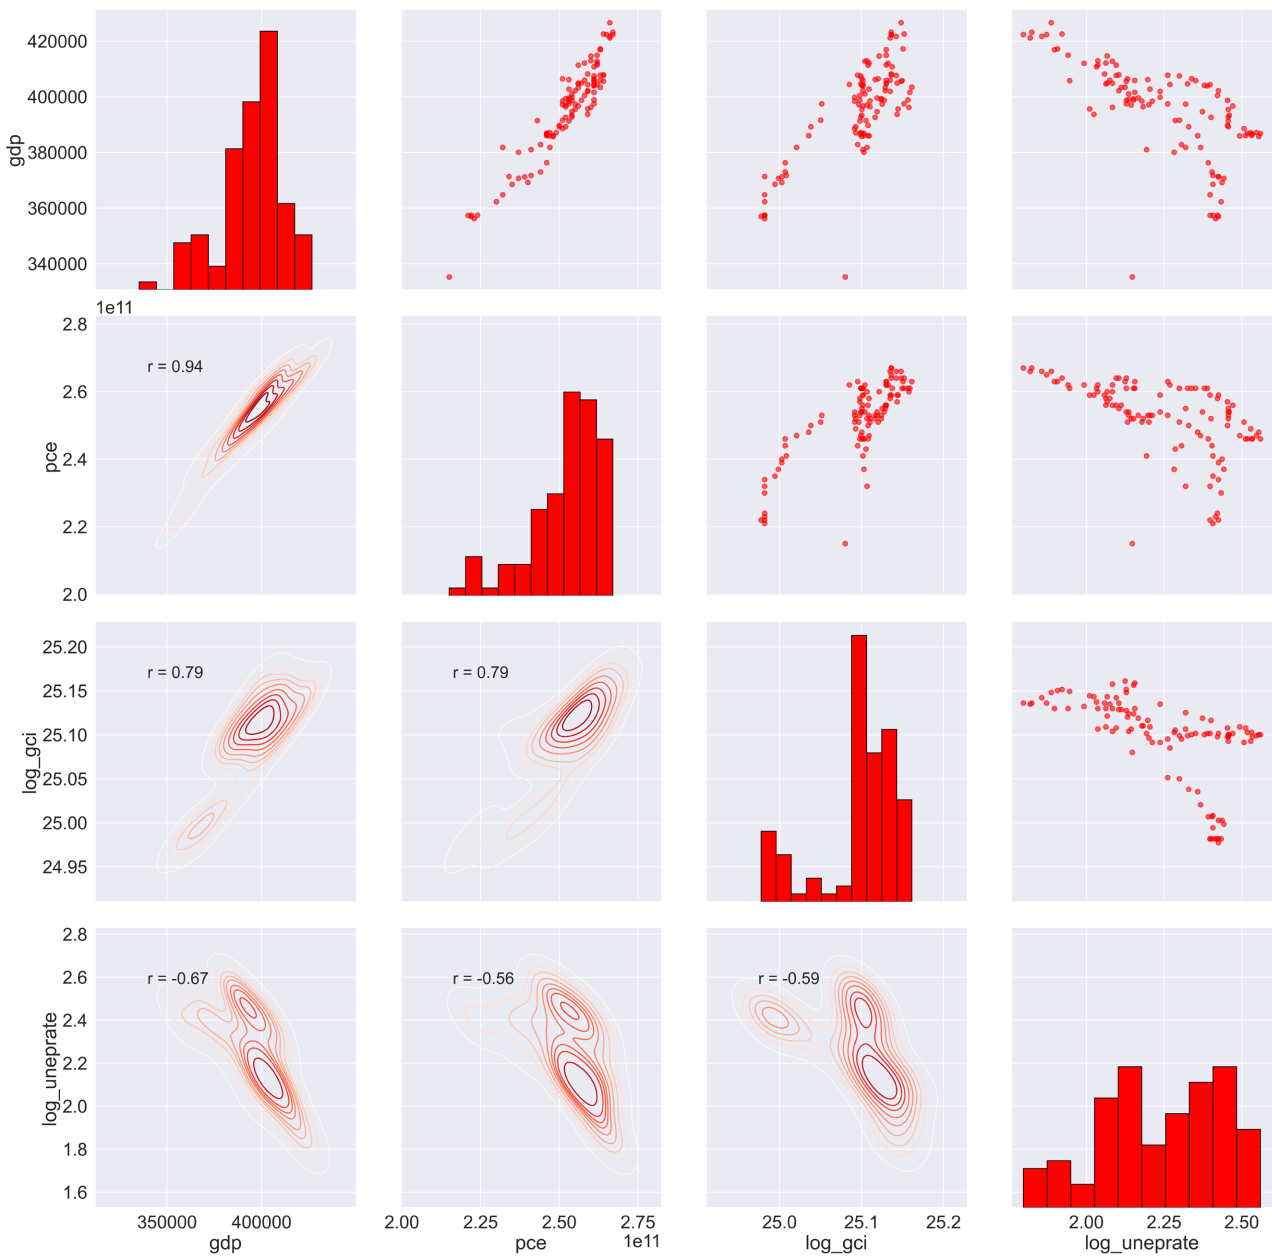 420000
400000
380000
360000
340000
gdp
1e11
2.8
2.6
2.4
2.2
2.0
pce
r = 0.94
25.20
25.15
25.10
25.05
25.00
24.95
log_gci
r = 0.79
r = 0.79
2.8
2.6
2.4
2.2
2.0
1.8
1.6
log_uneprate
r = -0.67
r = -0.56
r = -0.59
350000 400000
gdp
2.00 2.25 2.50 2.75
1e11
pce
25.0 25.1 25.2
log_gci
2.00 2.25 2.50
log_uneprate